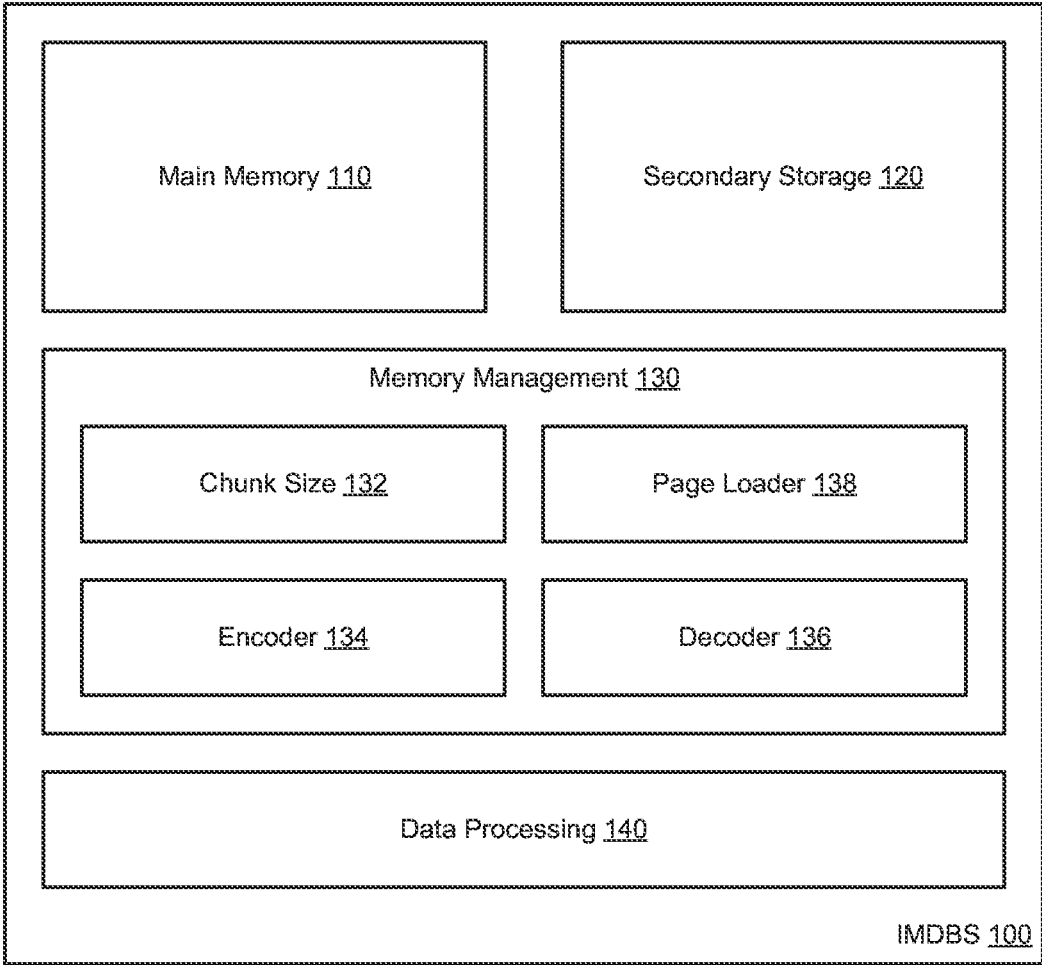 Main Memory 110
Secondary Storage 120
Memory Management 130
Chunk Size 132
Page Loader 138
Encoder 134
Decoder 136
Data Processing 140
IMDBS 100